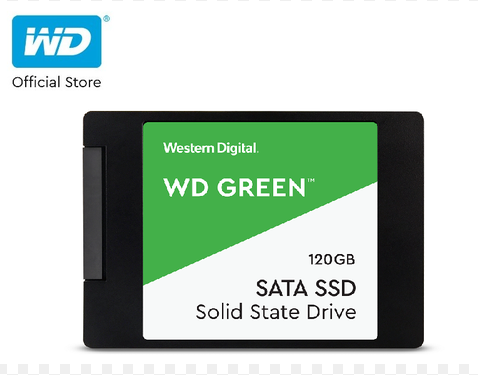 WD®
Official Store
Western Digital.
WD GREEN™
120GB
SATA SSD
Solid State Drive